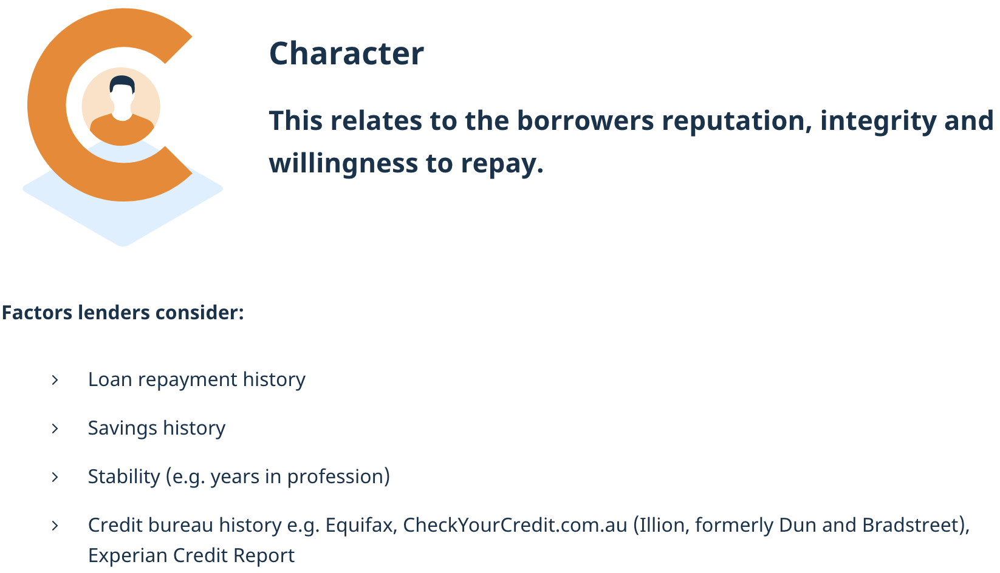 Character
This relates to the borrowers reputation, integrity and
willingness to repay.
Factors lenders consider:
Loan repayment history
Savings history
Stability (e.g. years in profession)
Credit bureau history e.g. Equifax, CheckYourCredit.com.au (Illion, formerly Dun and Bradstreet),
Experian Credit Report